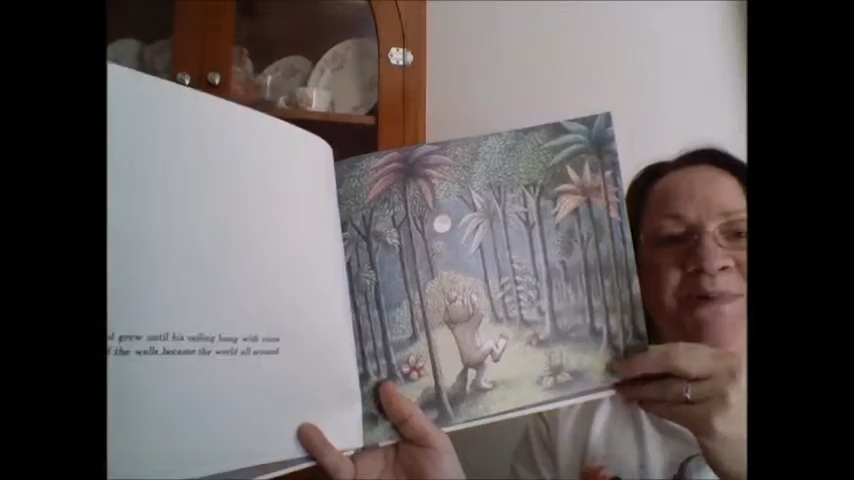 grew until his ceiling hung with vines
the walls became the world all around